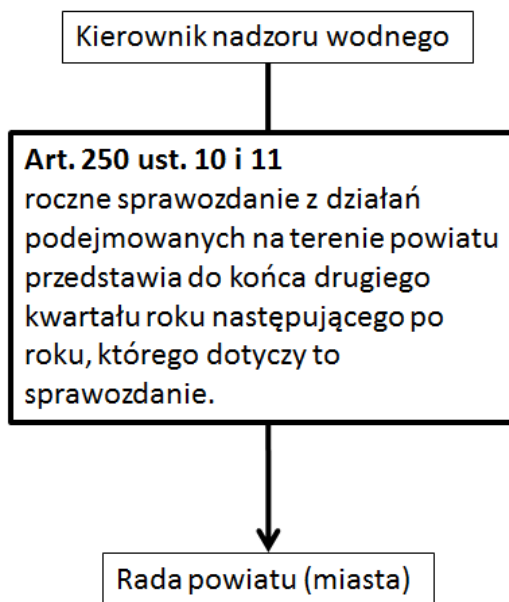 Kierownik nadzoru wodnego
Art. 250 ust. 10 i 11
roczne sprawozdanie z działań
podejmowanych na terenie powiatu
przedstawia do końca drugiego
kwartału roku następującego po
roku, którego dotyczy to
sprawozdanie.
Rada powiatu (miasta)